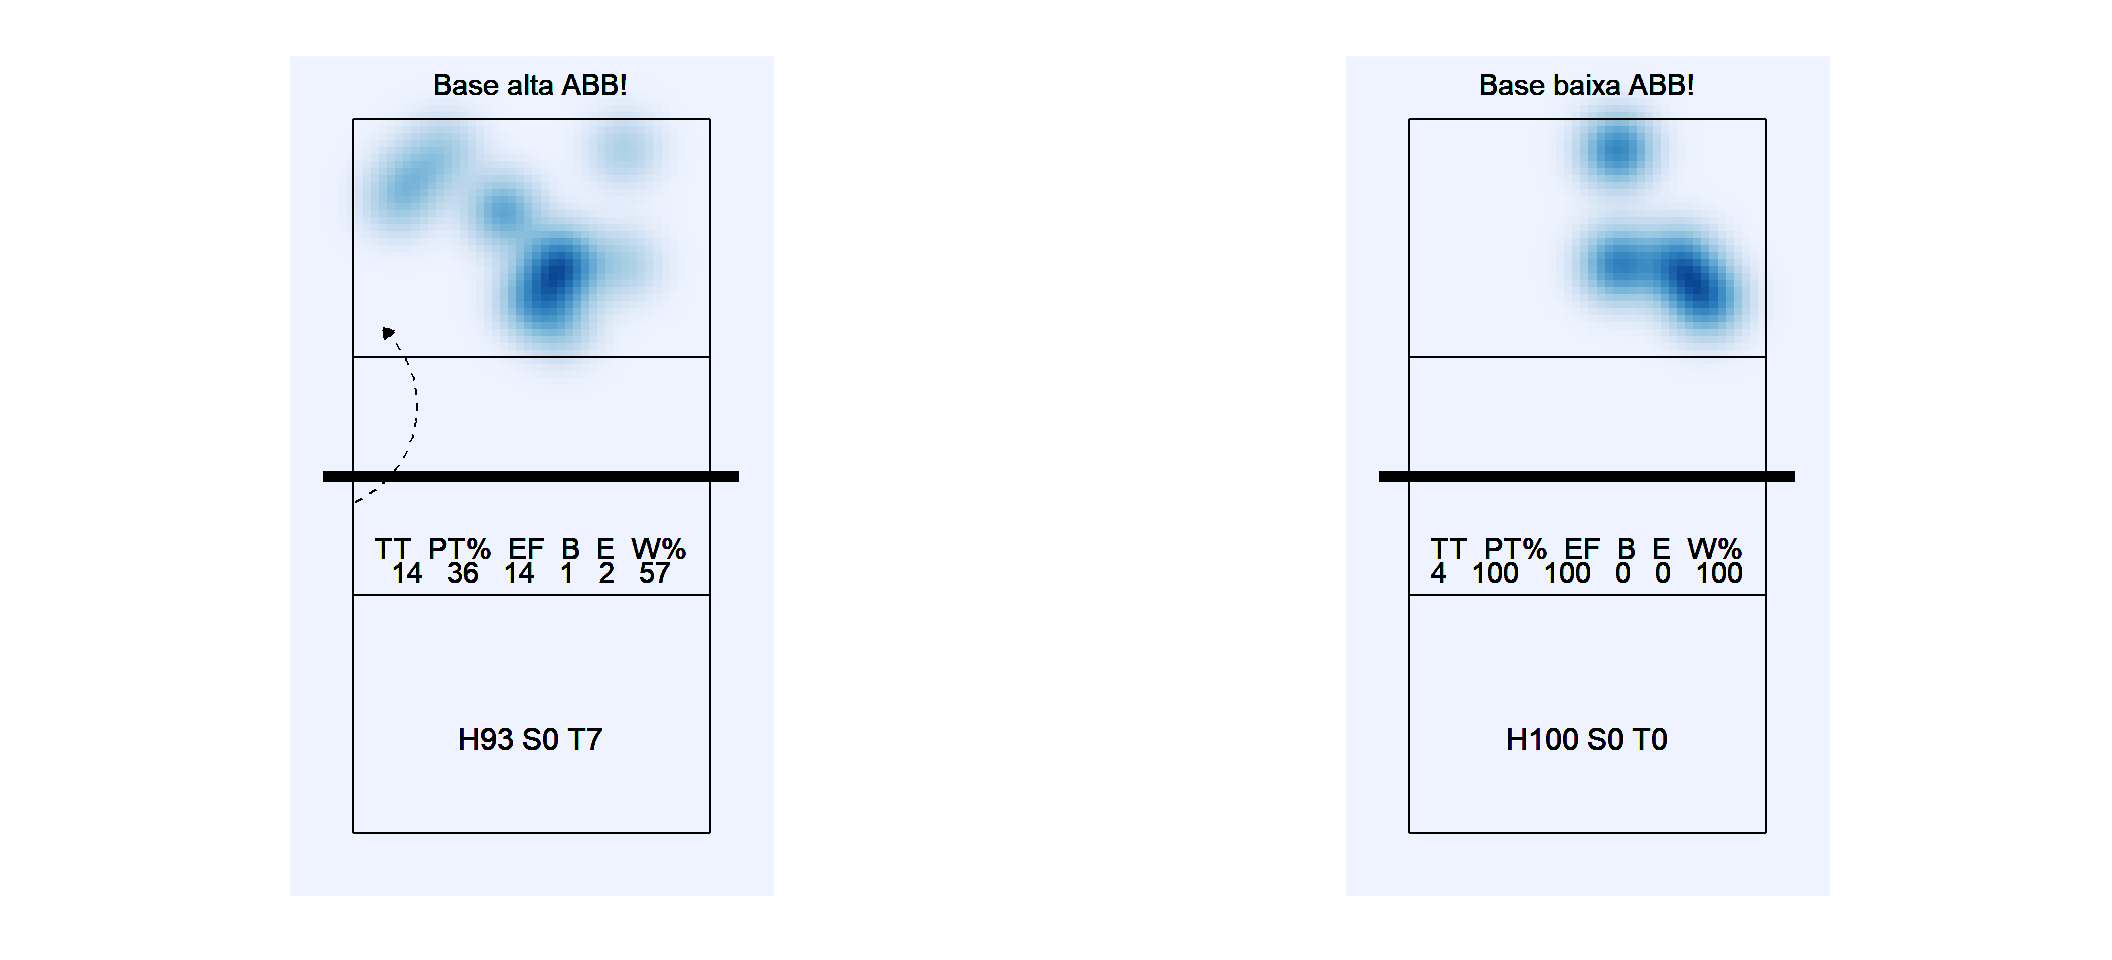 Base alta ABB!
TT PT% EF B E W%
14 36 14 1 2 57
H93 S0 T7
Base baixa ABB!
TT PT% EF B E W%
4 100 100 0 0 100
H100 S0 T0